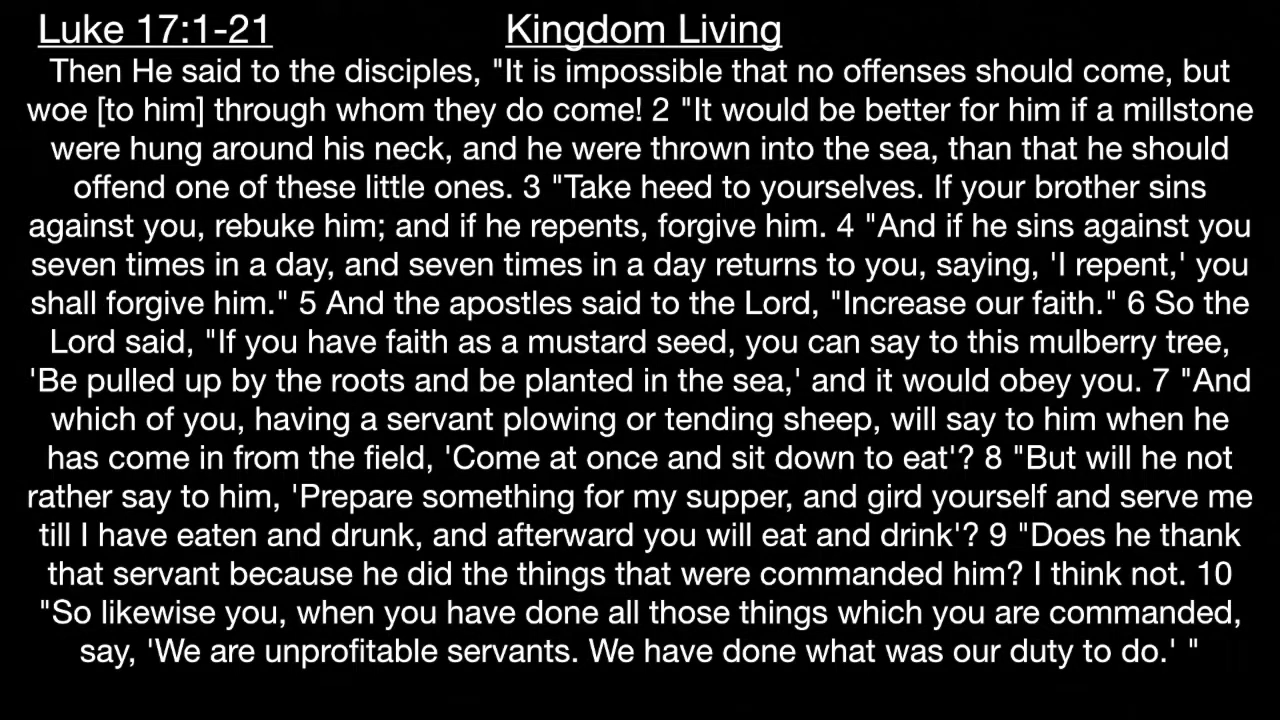 Luke 17:1-21 Kingdom Living
Then He said to the disciples, "It is impossible that no offenses should come, but
woe [to him] through whom they do come! 2 "It would be better for him if a millstone
were hung around his neck, and he were thrown into the sea, than that he should
offend one of these little ones. 3 "Take heed to yourselves. If your brother sins
against you, rebuke him; and if he repents, forgive him. 4 "And if he sins against you
seven times in a day, and seven times in a day returns to you, saying, 'I repent,' you
shall forgive him." 5 And the apostles said to the Lord, "Increase our faith." 6 So the
Lord said, "If you have faith as a mustard seed, you can say to this mulberry tree,
'Be pulled up by the roots and be planted in the sea,' and it would obey you. 7 "And
which of you, having a servant plowing or tending sheep, will say to him when he
has come in from the field, 'Come at once and sit down to eat'? 8 "But will he not
rather say to him, 'Prepare something for my supper, and gird yourself and serve me
till I have eaten and drunk, and afterward you will eat and drink'? 9 "Does he thank
that servant because he did the things that were commanded him? I think not. 10
"So likewise you, when you have done all those things which you are commanded,
say, 'We are unprofitable servants. We have done what was our duty to do.' "